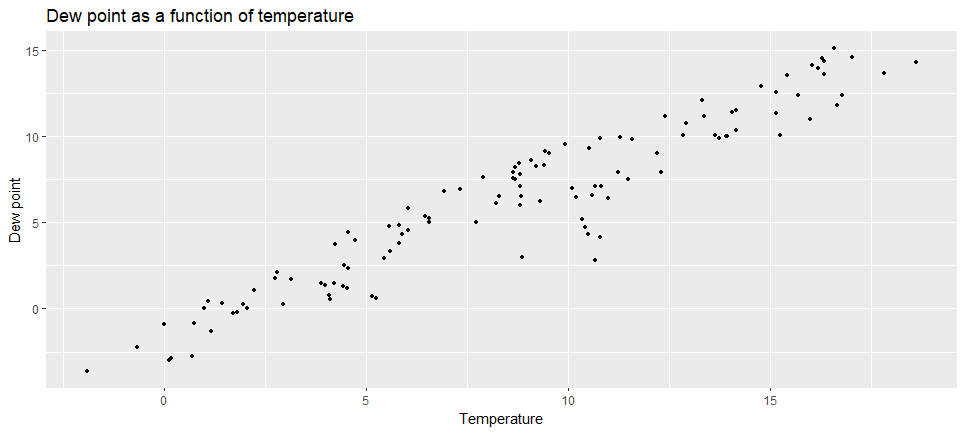 Dew point as a function of temperature
15
10
5
0
Dew point
0 5 10 15
Temperature